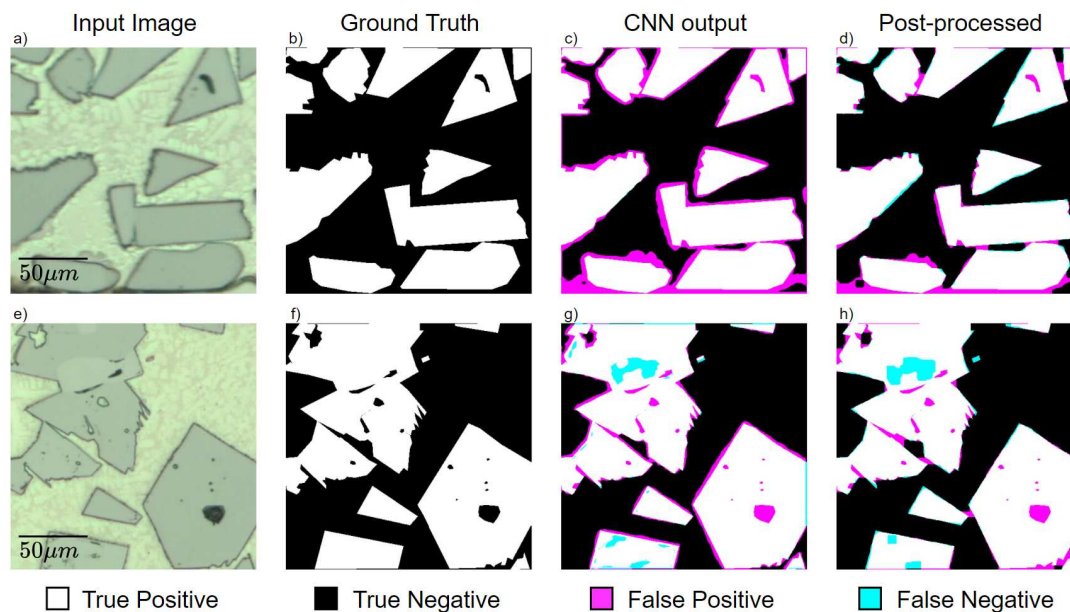 Input Image Ground Truth CNN output Post-processed
a) b) c) d)
50μm
e) f) g) h)
50μm
True Positive True Negative False Positive False Negative